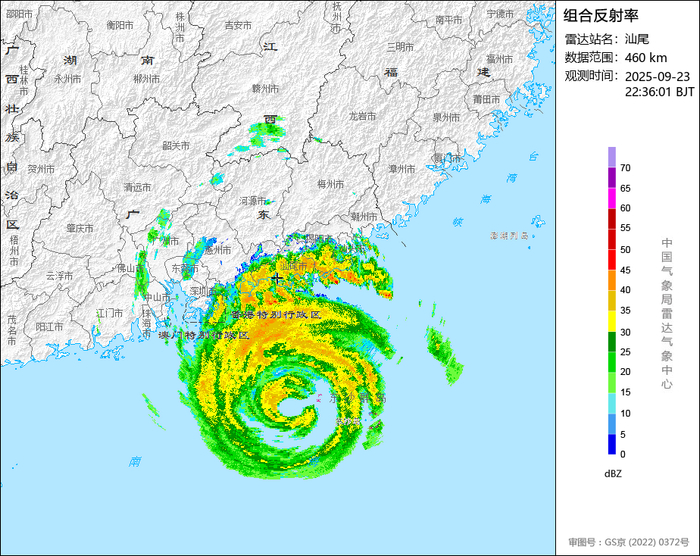 组合反射率
雷达站名: 汕尾
数据范围: 460 km
观测时间: 2025-09-23
22:36:01 BJT
邵阳市
衡阳市
株洲市
吉安市
抚州市
南平市
宁德市
三明市
福州市
湖
南
江
西
福
建
桂林市
永州市
郴州市
赣州市
龙岩市
泉州市
莆田市
厦门市
漳州市
广
西
壮
族
自
治
区
韶关市
贺州市
清远市
河源市
梅州市
潮州市
广
东
肇庆市
梧州市
云浮市
佛山市
东莞市
惠州市
中山市
深圳市
江门市
珠海市
阳江市
茂名市
香港特别行政区
澳门特别行政区
台
湾
海
峡
澎湖列岛
南
70
65
60
55
50
45
40
35
30
25
20
15
10
5
0
dBZ
中国气象局雷达气象中心
审图号: GS京 (2022) 0372号